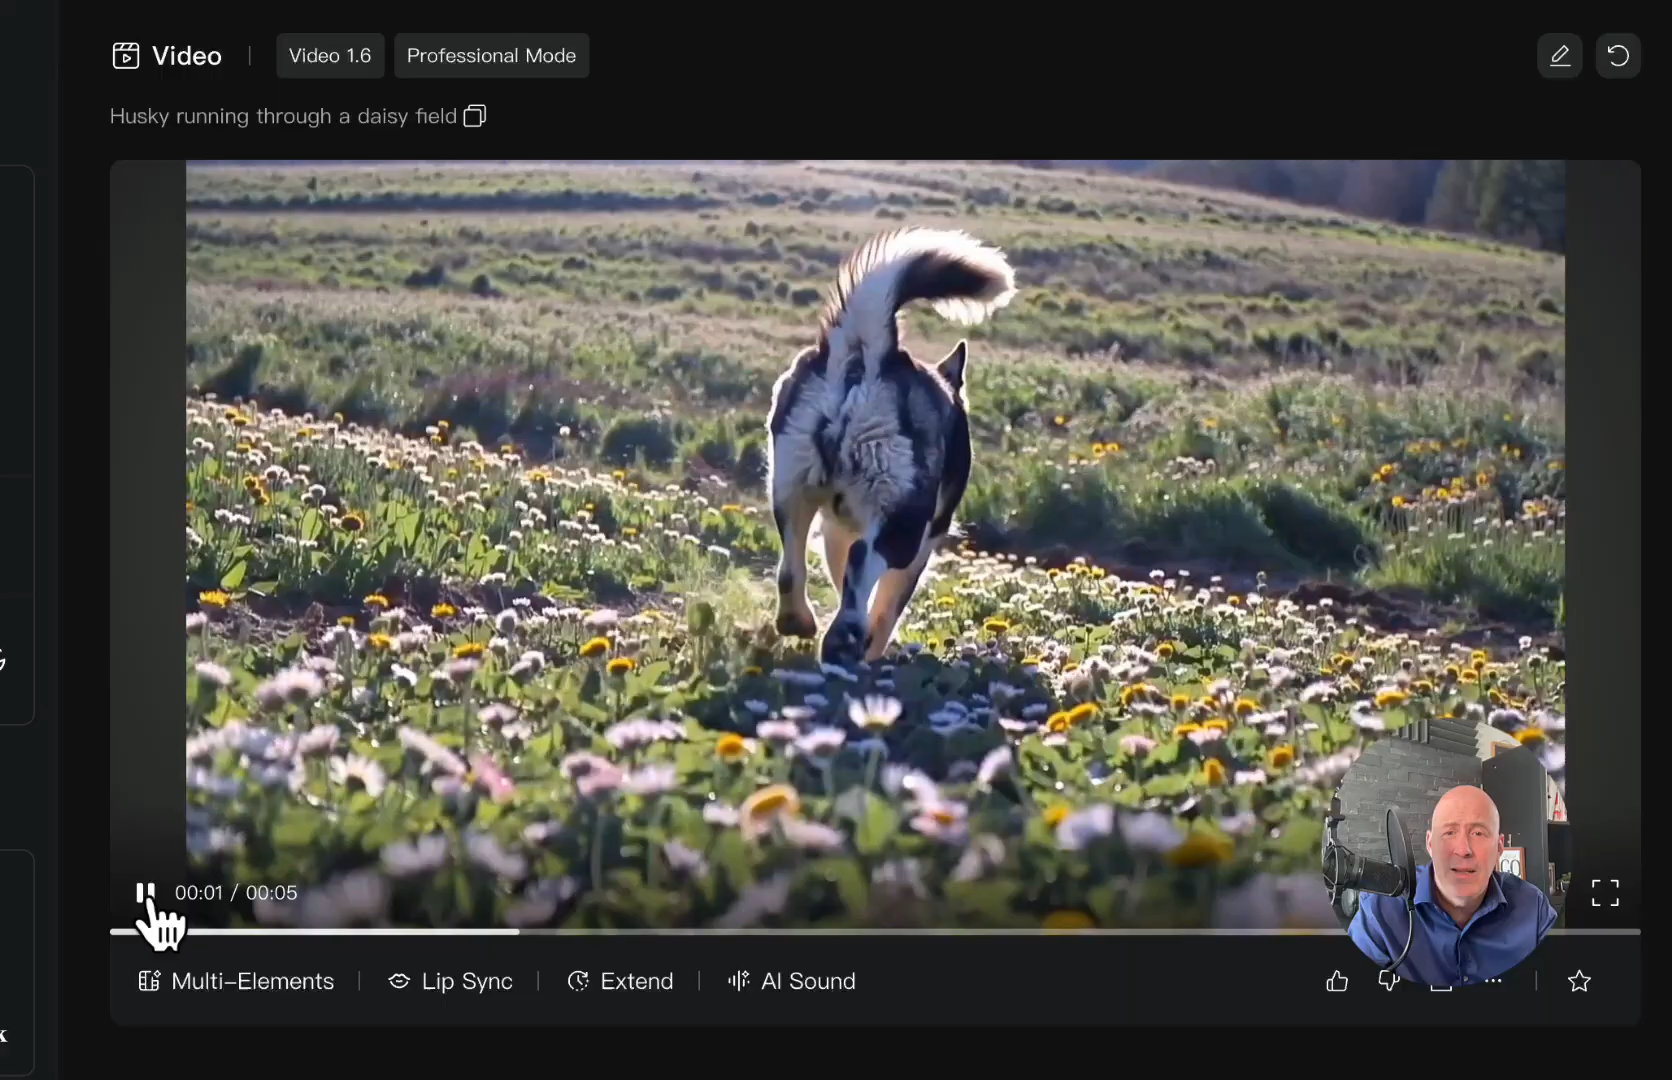 Video
Video 1.6
Professional Mode
Husky running through a daisy field
00:01 / 00:05
Multi-Elements
Lip Sync
Extend
AI Sound